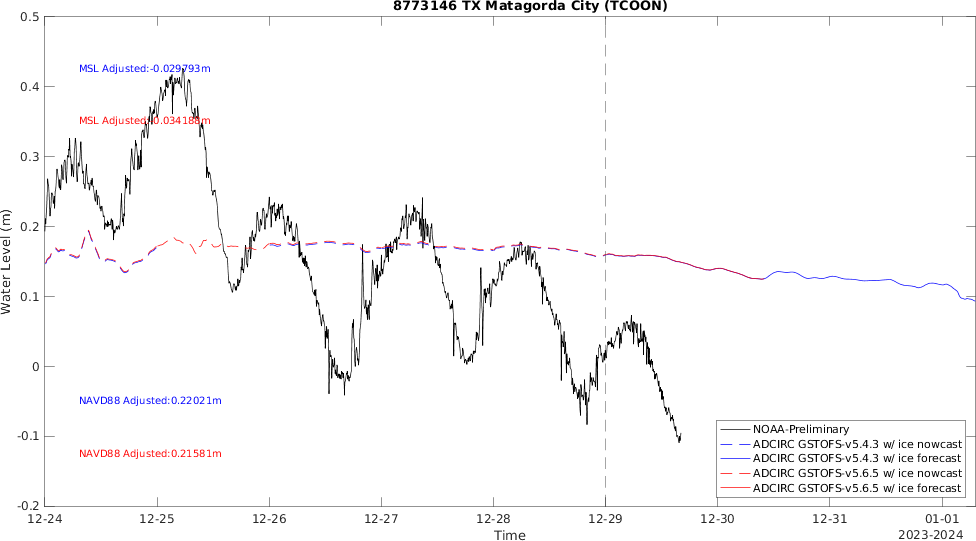 8773146 TX Matagorda City (TCOON)
0.5
0.4
0.3
0.2
0.1
0
-0.1
-0.2
Water Level (m)
MSL Adjusted:-0.029793m
MSL Adjusted:-0.034188m
NAVD88 Adjusted:0.22021m
NAVD88 Adjusted:0.21581m
NOAA-Preliminary
ADCIRC GSTOFS-v5.4.3 w/ ice nowcast
ADCIRC GSTOFS-v5.4.3 w/ ice forecast
ADCIRC GSTOFS-v5.6.5 w/ ice nowcast
ADCIRC GSTOFS-v5.6.5 w/ ice forecast
12-24 12-25 12-26 12-27 12-28 12-29 12-30 12-31 01-01
Time
2023-2024